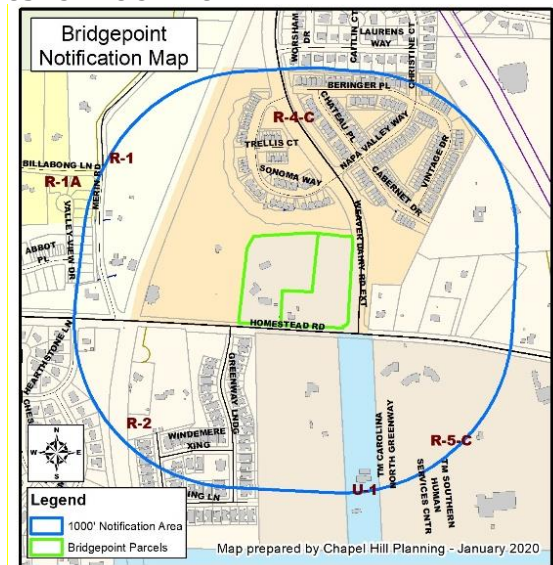 Bridgepoint
Notification Map
WORSHAM
DR
CAITLIN CT
LAURENS
WAY
CHRISTINE CT
BERINGER PL
CHATEAU PL
R-4-C
NAPA VALLEY WAY
TRELLIS CT
VINTAGE DR
SONOMA WAY
CABERNET DR
R-1
BILLABONG LN
MERIN RD
R-1A
VALLEY VIEW DR
ABBOT
PL
WEAVER DAIRY RD EXT
HOMESTEAD RD
HEARTHSTONE LN
GREENWAY LNDG
R-2
WINDEMERE
XING
TM CAROLINA
NORTH GREENWAY
R-5-C
TM SOUTHERN
HUMAN
SERVICES CNTR
U-1
N
W
E
S
Legend
1000' Notification Area
Bridgepoint Parcels
Map prepared by Chapel Hill Planning - January 2020